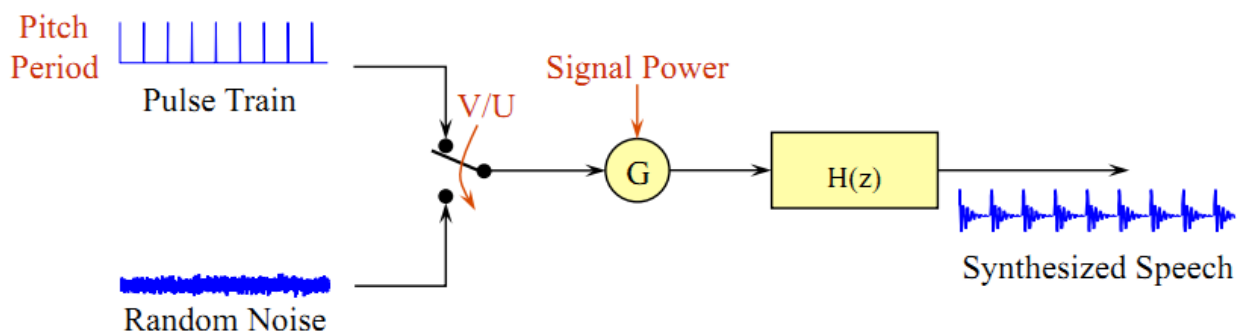 Pitch
Period
Pulse Train
V/U
Signal Power
G
H(z)
Synthesized Speech
Random Noise